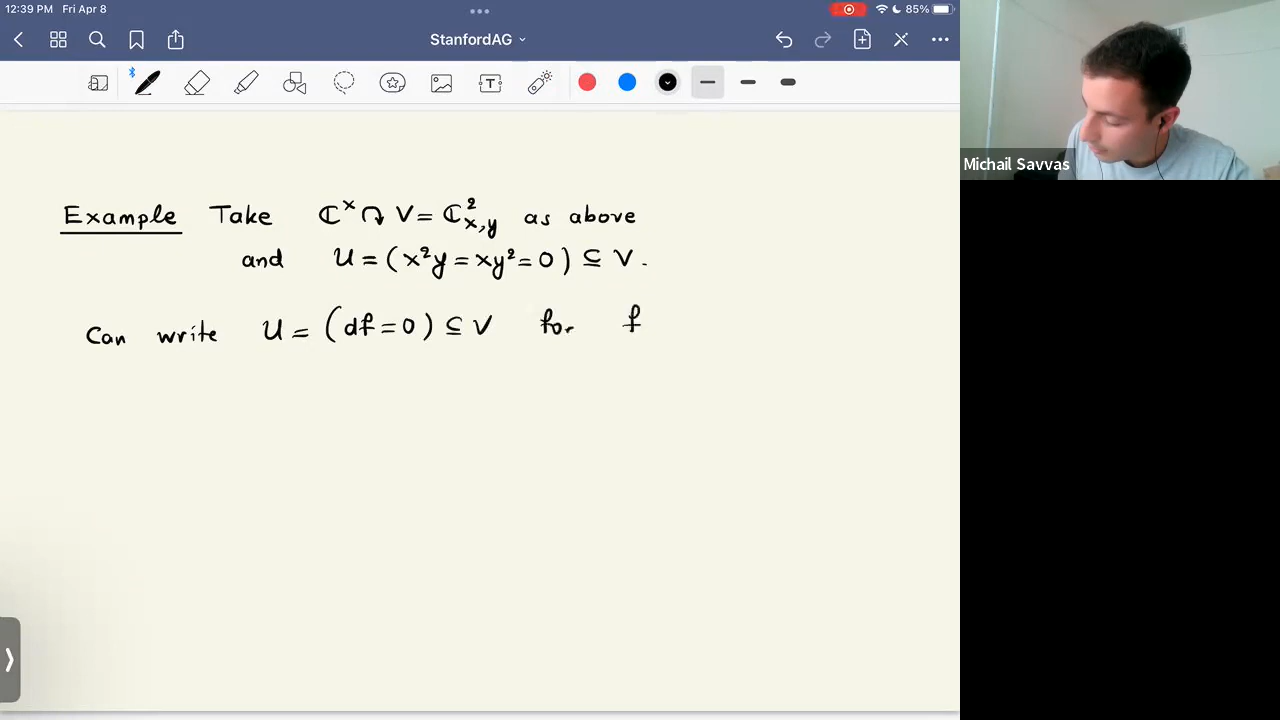 12:39 PM Fri Apr 8
85%
StanfordAG
Michail Savvas
Example Take ℂ^× ↷ V = ℂ²_{x,y} as above
and U = (x²y = xy² = 0) ⊆ V.
Can write U = (df = 0) ⊆ V for f